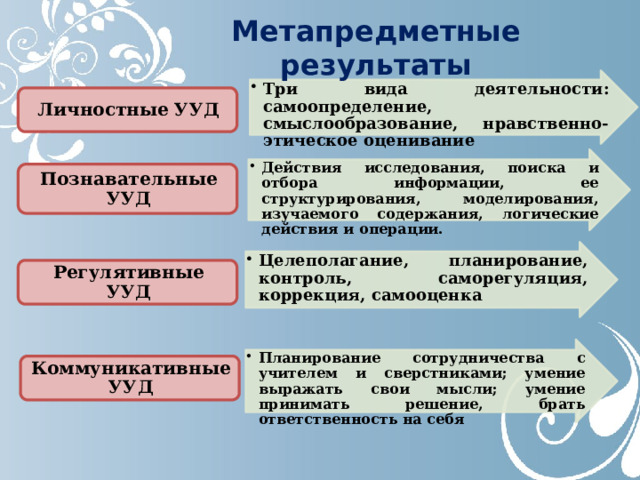 Метапредметные
результаты
Личностные УУД
• Три вида деятельности:
самоопределение,
смыслообразование, нравственно-
этическое оценивание
Познавательные
УУД
• Действия исследования, поиска и
отбора информации, ее
структурирования, моделирования,
изучаемого содержания, логические
действия и операции.
Регулятивные
УУД
• Целеполагание, планирование,
контроль, саморегуляция,
коррекция, самооценка
Коммуникативные
УУД
• Планирование сотрудничества с
учителем и сверстниками; умение
выражать свои мысли; умение
принимать решение, брать
ответственность на себя